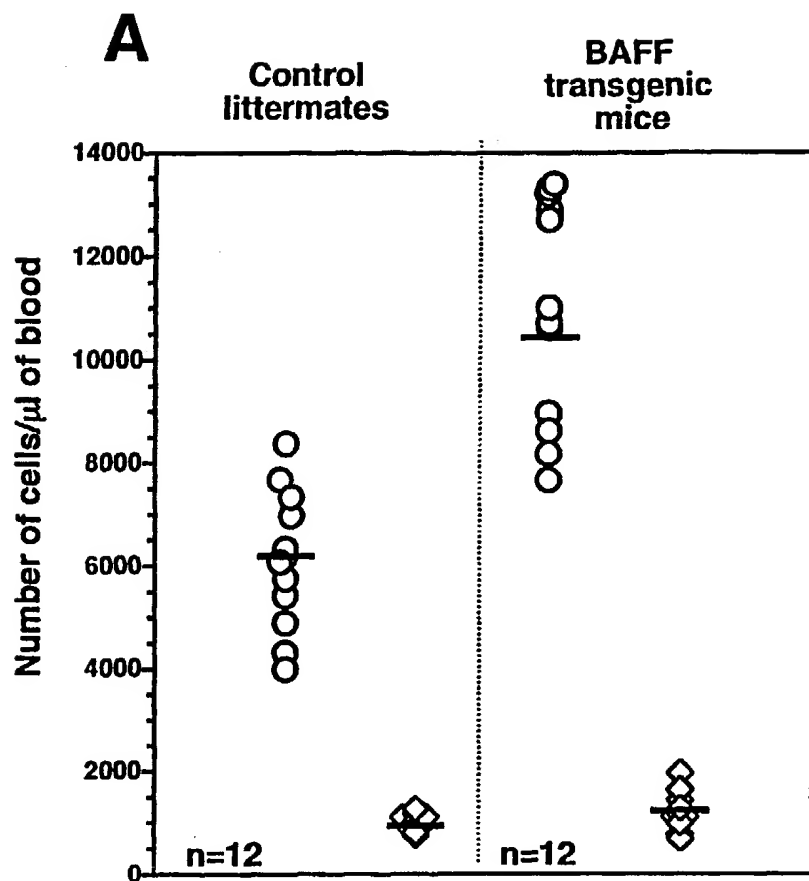 A
Control
littermates
BAFF
transgenic
mice
Number of cells/μl of blood
14000
12000
10000
8000
6000
4000
2000
0
n=12
n=12